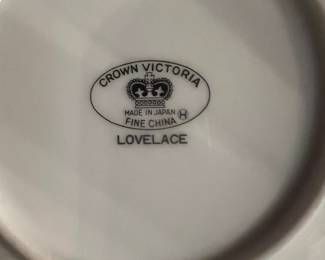 CROWN VICTORIA
MADE IN JAPAN
H
FINE CHINA
LOVELACE